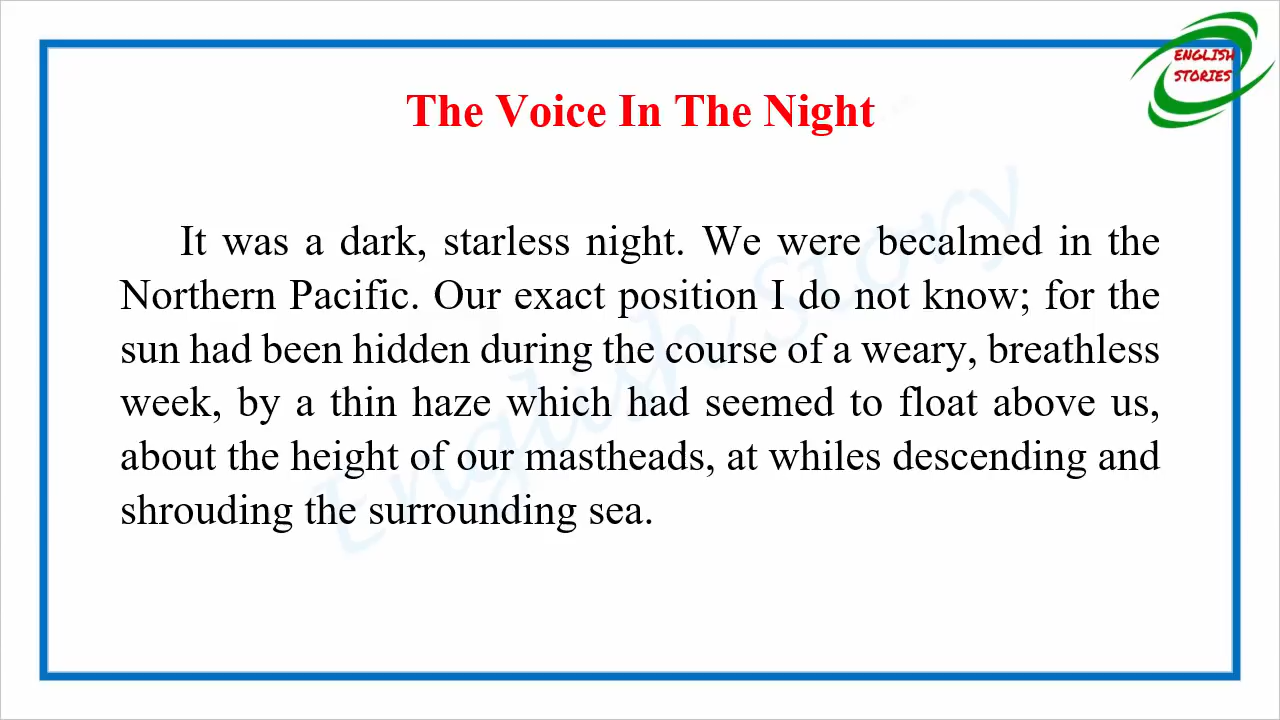 ENGLISH
STORIES
The Voice In The Night
It was a dark, starless night. We were becalmed in the
Northern Pacific. Our exact position I do not know; for the
sun had been hidden during the course of a weary, breathless
week, by a thin haze which had seemed to float above us,
about the height of our mastheads, at whiles descending and
shrouding the surrounding sea.
English Story